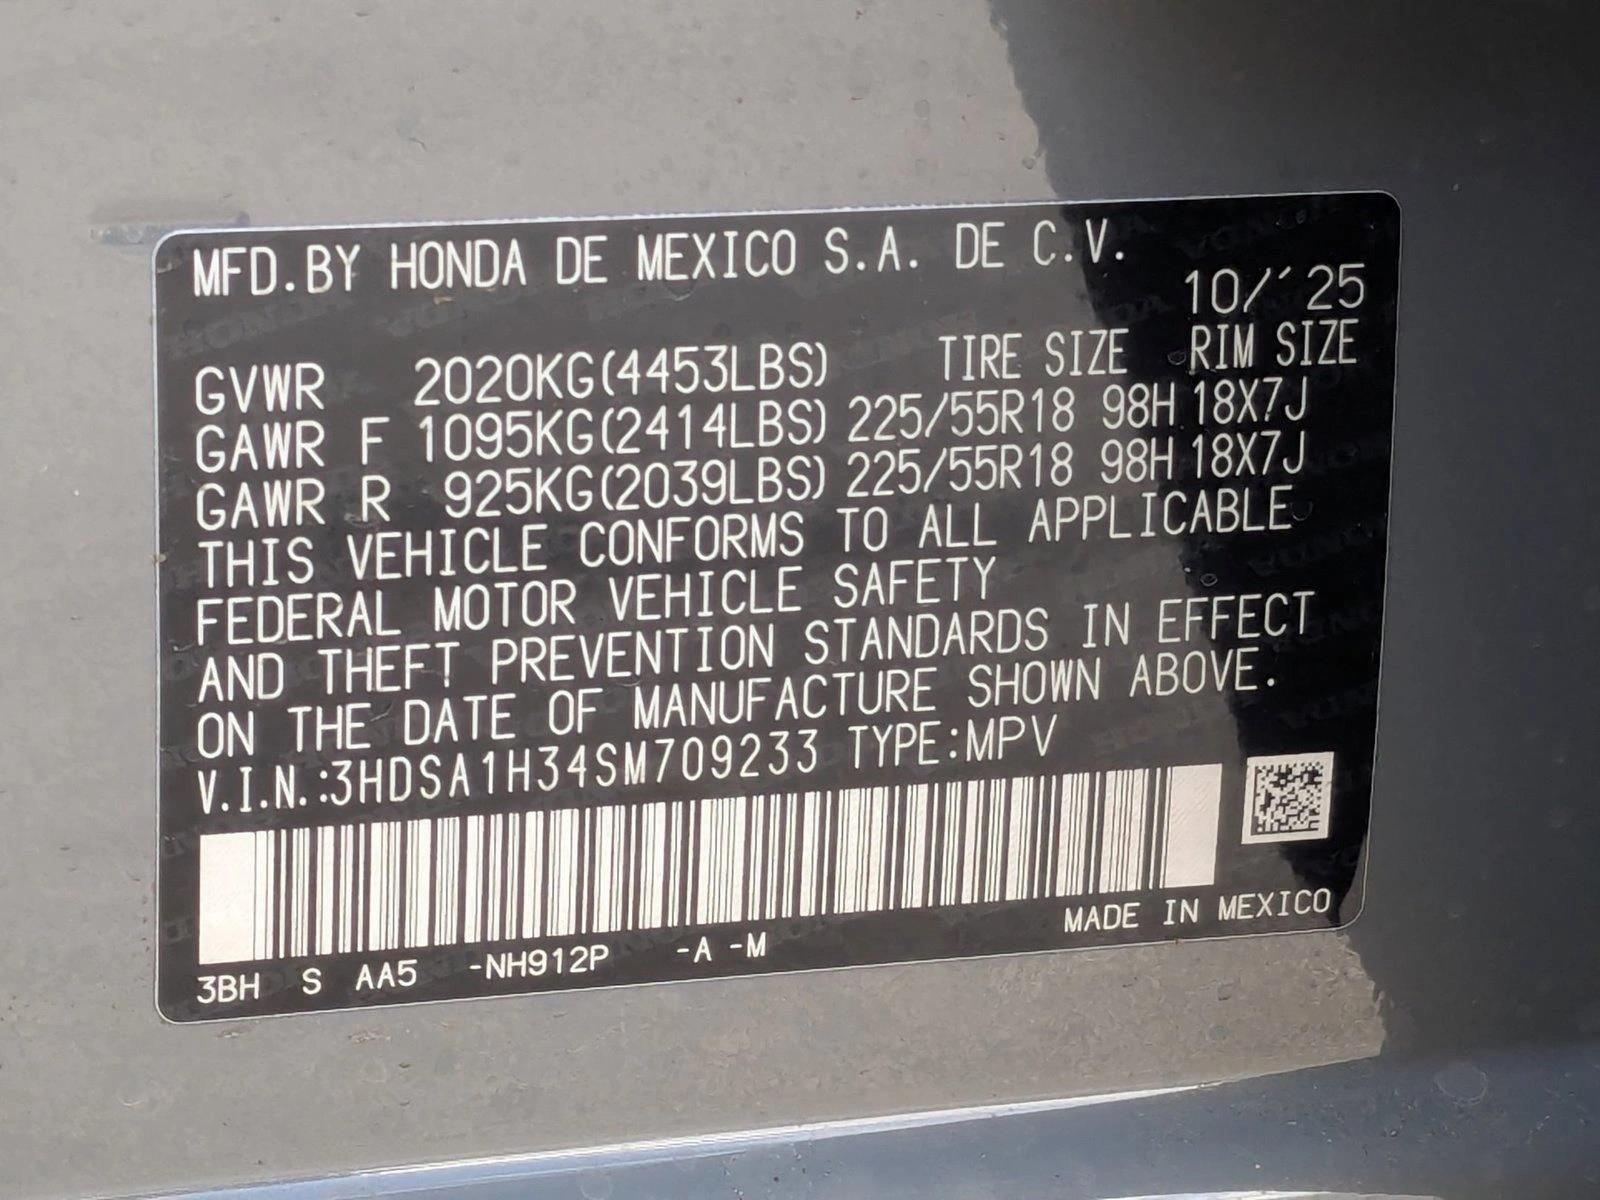 MFD.BY HONDA DE MEXICO S.A. DE C.V.
10/'25
GVWR 2020KG(4453LBS) TIRE SIZE RIM SIZE
GAWR F 1095KG(2414LBS) 225/55R18 98H 18X7J
GAWR R 925KG(2039LBS) 225/55R18 98H 18X7J
THIS VEHICLE CONFORMS TO ALL APPLICABLE
FEDERAL MOTOR VEHICLE SAFETY
AND THEFT PREVENTION STANDARDS IN EFFECT
ON THE DATE OF MANUFACTURE SHOWN ABOVE.
V.I.N.:3HDSA1H34SM709233 TYPE:MPV
MADE IN MEXICO
3BH S AA5 -NH912P -A -M